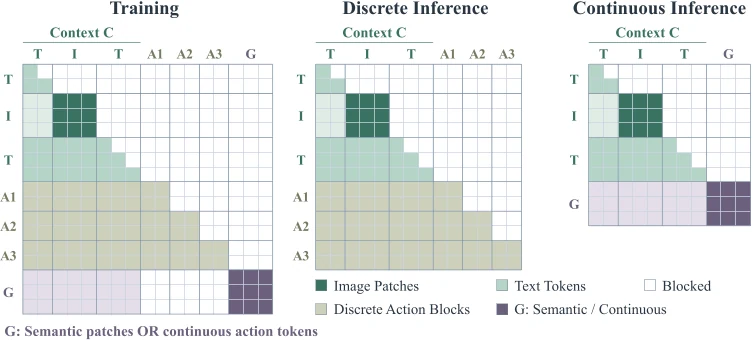 Training
Discrete Inference
Continuous Inference
Context C
Context C
Context C
T I T A1 A2 A3 G
T I T A1 A2 A3
T I T G
T
I
T
A1
A2
A3
G
T
I
T
A1
A2
A3
T
I
T
G
Image Patches
Text Tokens
Blocked
Discrete Action Blocks
G: Semantic / Continuous
G: Semantic patches OR continuous action tokens